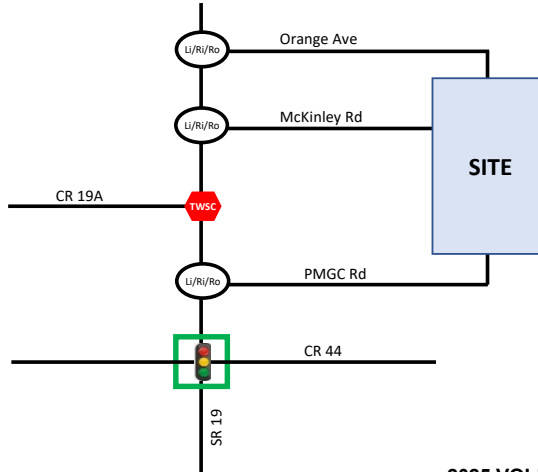 Orange Ave
Li/Ri/Ro
McKinley Rd
Li/Ri/Ro
SITE
CR 19A
TWSC
PMGC Rd
Li/Ri/Ro
CR 44
SR 19